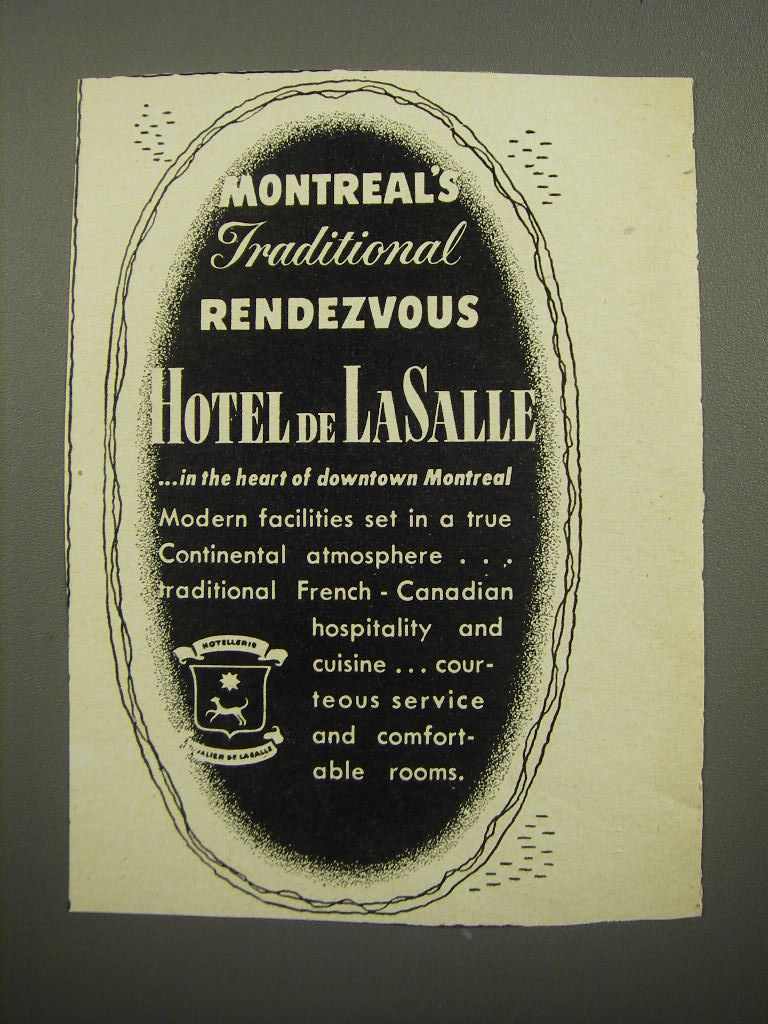 MONTREAL'S
Traditional
RENDEZVOUS
HOTEL DE LASALLE
...in the heart of downtown Montreal
Modern facilities set in a true
Continental atmosphere . . .
traditional French - Canadian
hospitality and
cuisine ... cour-
teous service
and comfort-
able rooms.
HOTELLERIE
DE LASALLE